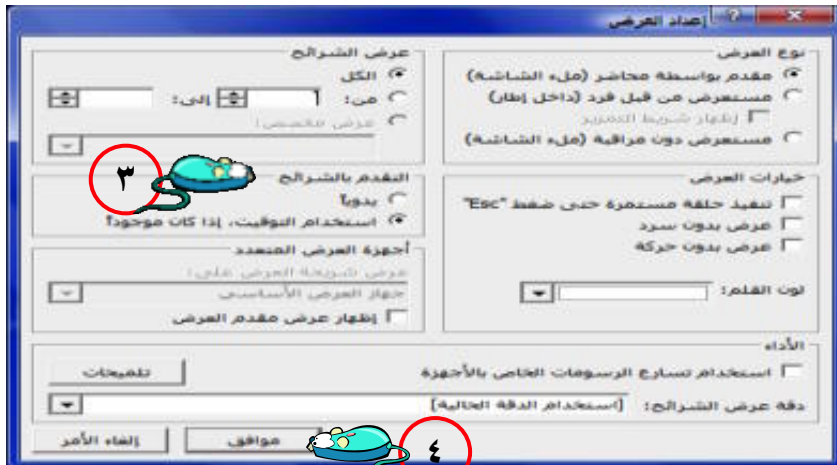 إعداد العرض
نوع العرض
مقدم بواسطة محاضر (ملء الشاشة)
مستعرض من قبل فرد (داخل إطار)
إظهار شريط التمرير
مستعرض دون مراقبة (ملء الشاشة)
عرض الشرائح
الكل
من: 1 إلى:
عرض مخصص:
خيارات العرض
تنفيذ حلقة مستمرة حتى ضغط "Esc"
عرض بدون سرد
عرض بدون حركة
لون القلم:
التقدم بالشرائح
٣
يدوياً
استخدام التوقيت، إذا كان موجوداً
أجهزة العرض المتعدد
عرض شريحة العرض على:
جهاز العرض الأساسي
إظهار عرض مقدم العرض
الأداء
استخدام تسارع الرسومات الخاص بالأجهزة
تلميحات
دقة عرض الشرائح: [استخدام الدقة الحالية]
٤
موافق
إلغاء الأمر